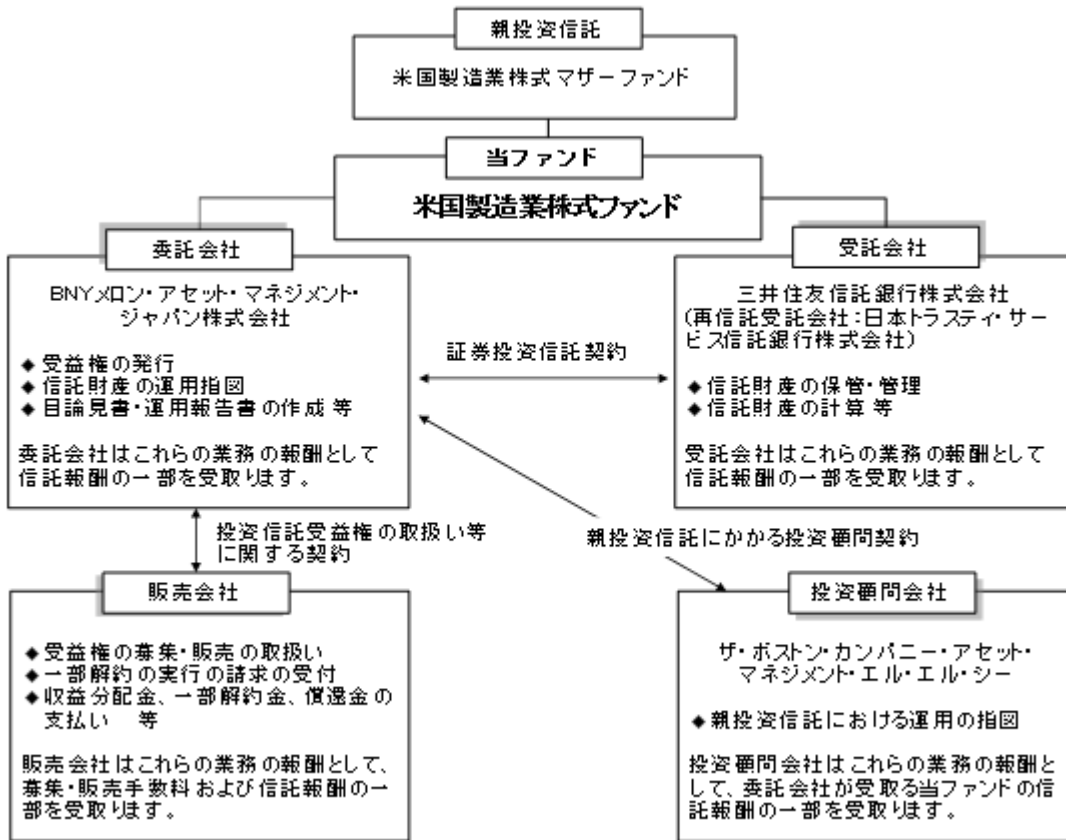 親投資信託
米国製造業株式マザーファンド
当ファンド
米国製造業株式ファンド
委託会社
BNYメロン・アセット・マネジメント・
ジャパン株式会社
◆受益権の発行
◆信託財産の運用指図
◆目論見書・運用報告書の作成 等
委託会社はこれらの業務の報酬として
信託報酬の一部を受取ります。
証券投資信託契約
受託会社
三井住友信託銀行株式会社
(再信託受託会社:日本トラスティ・サー
ビス信託銀行株式会社)
◆信託財産の保管・管理
◆信託財産の計算 等
受託会社はこれらの業務の報酬として
信託報酬の一部を受取ります。
投資信託受益権の取扱い等
に関する契約
親投資信託にかかる投資顧問契約
販売会社
◆受益権の募集・販売の取扱い
◆一部解約の実行の請求の受付
◆収益分配金、一部解約金、償還金の
支払い 等
販売会社はこれらの業務の報酬として、
募集・販売手数料および信託報酬の一
部を受取ります。
投資顧問会社
ザ・ボストン・カンパニー・アセット・
マネジメント・エル・エル・シー
◆親投資信託における運用の指図
投資顧問会社はこれらの業務の報酬と
して、委託会社が受取る当ファンドの信
託報酬の一部を受取ります。